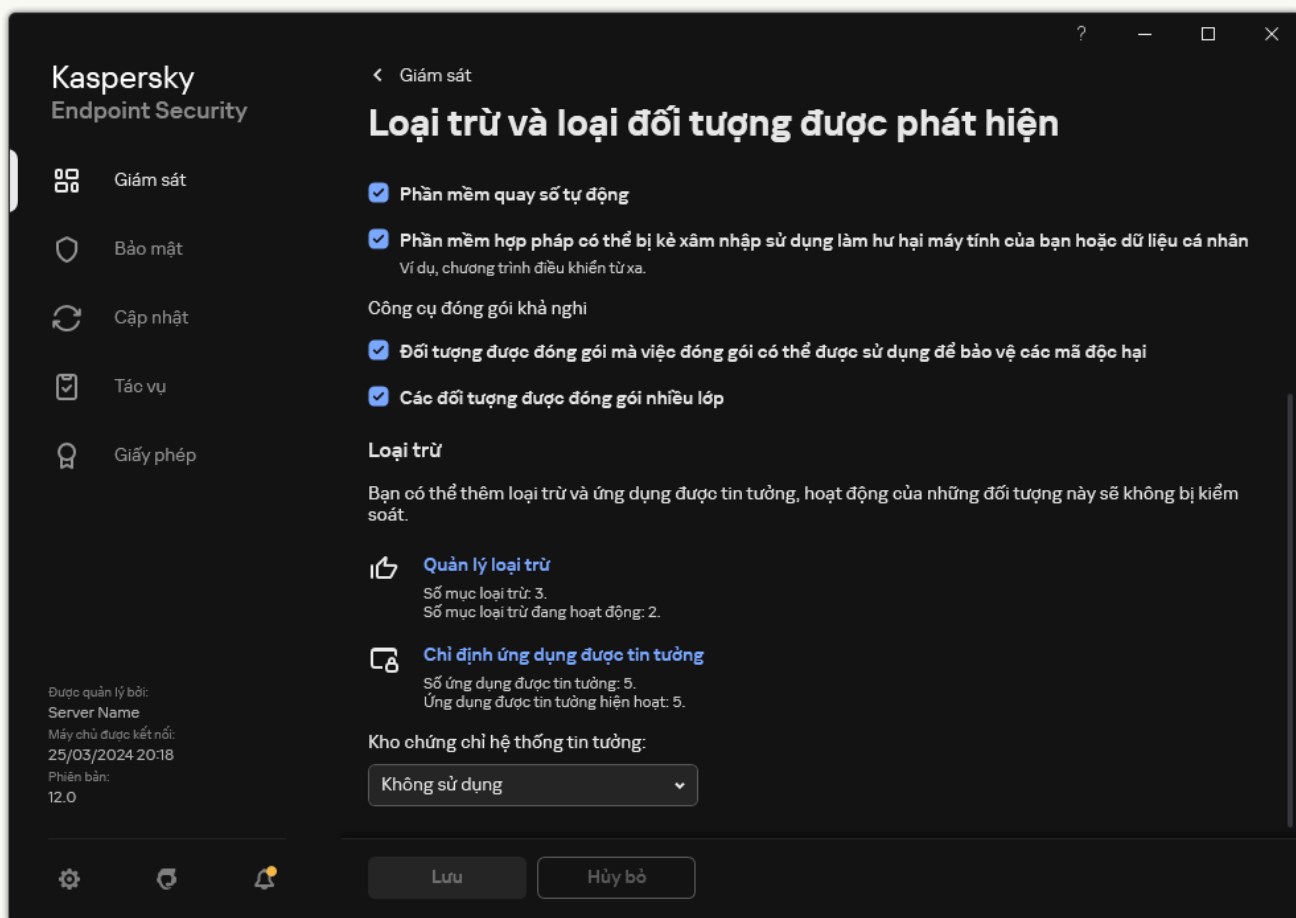 Kaspersky
Endpoint Security
Giám sát
Bảo mật
Cập nhật
Tác vụ
Giấy phép
Được quản lý bởi:
Server Name
Máy chủ được kết nối:
25/03/2024 20:18
Phiên bản:
12.0
?
Giám sát
Loại trừ và loại đối tượng được phát hiện
Phần mềm quay số tự động
Phần mềm hợp pháp có thể bị kẻ xâm nhập sử dụng làm hư hại máy tính của bạn hoặc dữ liệu cá nhân
Ví dụ, chương trình điều khiển từ xa.
Công cụ đóng gói khả nghi
Đối tượng được đóng gói mà việc đóng gói có thể được sử dụng để bảo vệ các mã độc hại
Các đối tượng được đóng gói nhiều lớp
Loại trừ
Bạn có thể thêm loại trừ và ứng dụng được tin tưởng, hoạt động của những đối tượng này sẽ không bị kiểm
soát.
Quản lý loại trừ
Số mục loại trừ: 3.
Số mục loại trừ đang hoạt động: 2.
Chỉ định ứng dụng được tin tưởng
Số ứng dụng được tin tưởng: 5.
Ứng dụng được tin tưởng hiện hoạt: 5.
Kho chứng chỉ hệ thống tin tưởng:
Không sử dụng
Lưu
Hủy bỏ